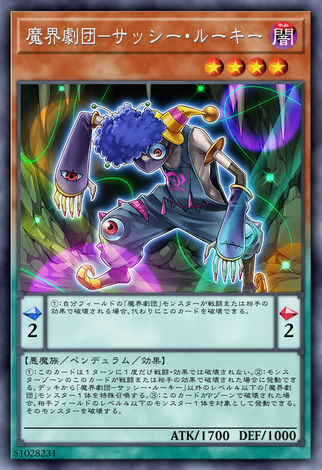 魔界劇団－サッシー・ルーキー
闇
やみ
①：自分フィールドの「魔界劇団」モンスターが戦闘または相手の
効果で破壊される場合、代わりにこのカードを破壊できる。
2
2
【悪魔族／ペンデュラム／効果】
①：このカードは１ターンに１度だけ戦闘・効果では破壊されない。②：モンス
ターゾーンのこのカードが戦闘または効果で破壊された場合に発動でき
る。デッキから「魔界劇団－サッシー・ルーキー」以外のレベル４以下の「魔界劇
団」モンスター１体を特殊召喚する。③：このカードがPゾーンで破壊された場
合、相手フィールドのレベル４以下のモンスター１体を対象として発動できる。
そのモンスターを破壊する。
ATK/1700 DEF/1000
51028231